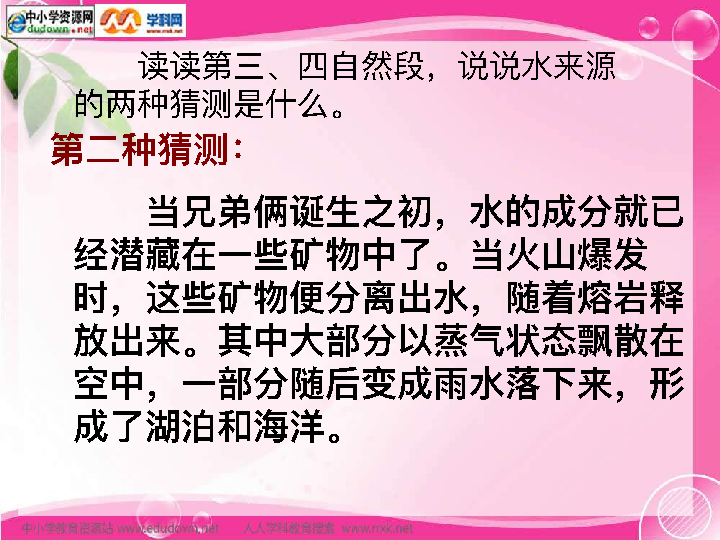 中小学资源网
edudown.net
学科网
读读第三、四自然段，说说水来源
的两种猜测是什么。
第二种猜测：
当兄弟俩诞生之初，水的成分就已
经潜藏在一些矿物中了。当火山爆发
时，这些矿物便分离出水，随着熔岩释
放出来。其中大部分以蒸气状态飘散在
空中，一部分随后变成雨水落下来，形
成了湖泊和海洋。
中小学教育资源站 www.edudown.net 人人学科教育搜索 www.rrxk.net